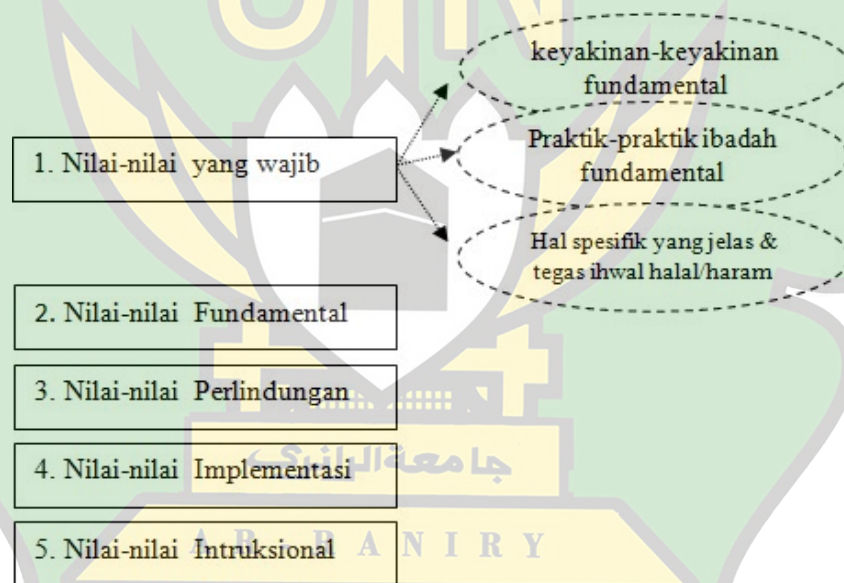 UIN
keyakinan-keyakinan
fundamental
1. Nilai-nilai yang wajib
Praktik-praktik ibadah
fundamental
Hal spesifik yang jelas &
tegas ihwal halal/haram
2. Nilai-nilai Fundamental
3. Nilai-nilai Perlindungan
4. Nilai-nilai Implementasi
جامعة الرانري
5. Nilai-nilai Intruksional
AR-RANIRY